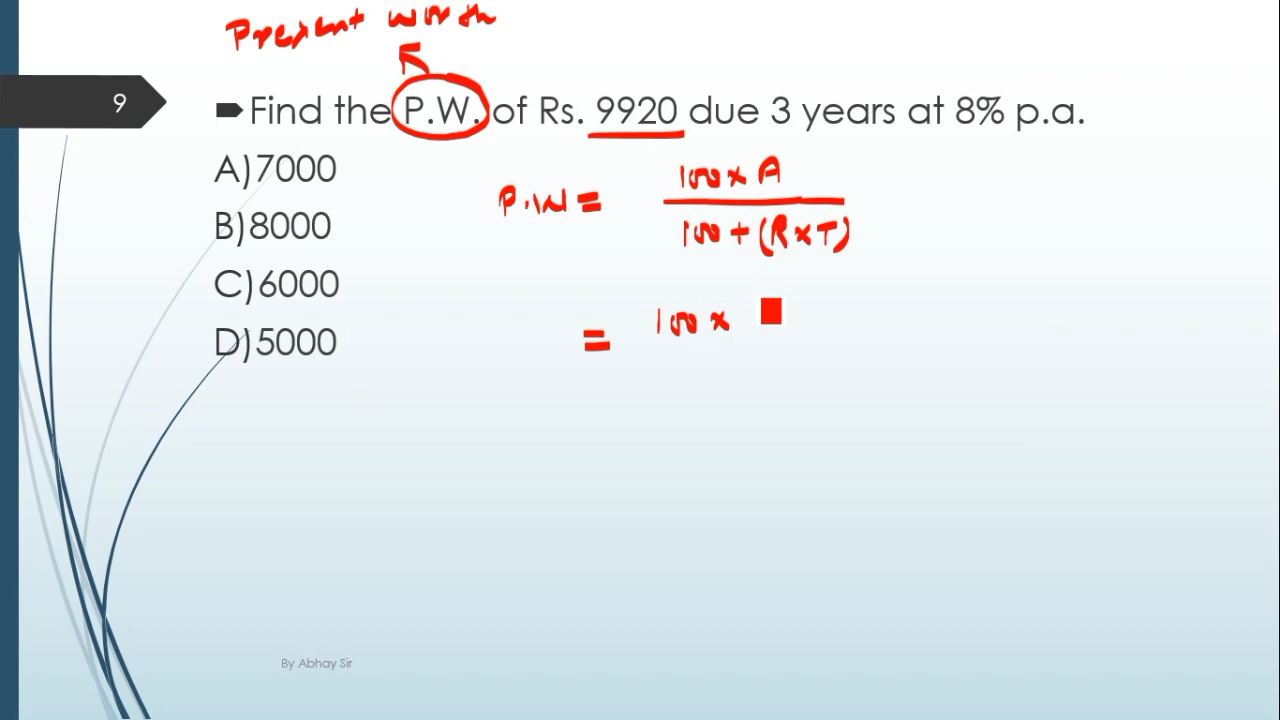 Present worth
9
Find the P.W. of Rs. 9920 due 3 years at 8% p.a.
A)7000
B)8000
C)6000
D)5000
P.W = 100 x A
100 + (R x T)
= 100 x
By Abhay Sir